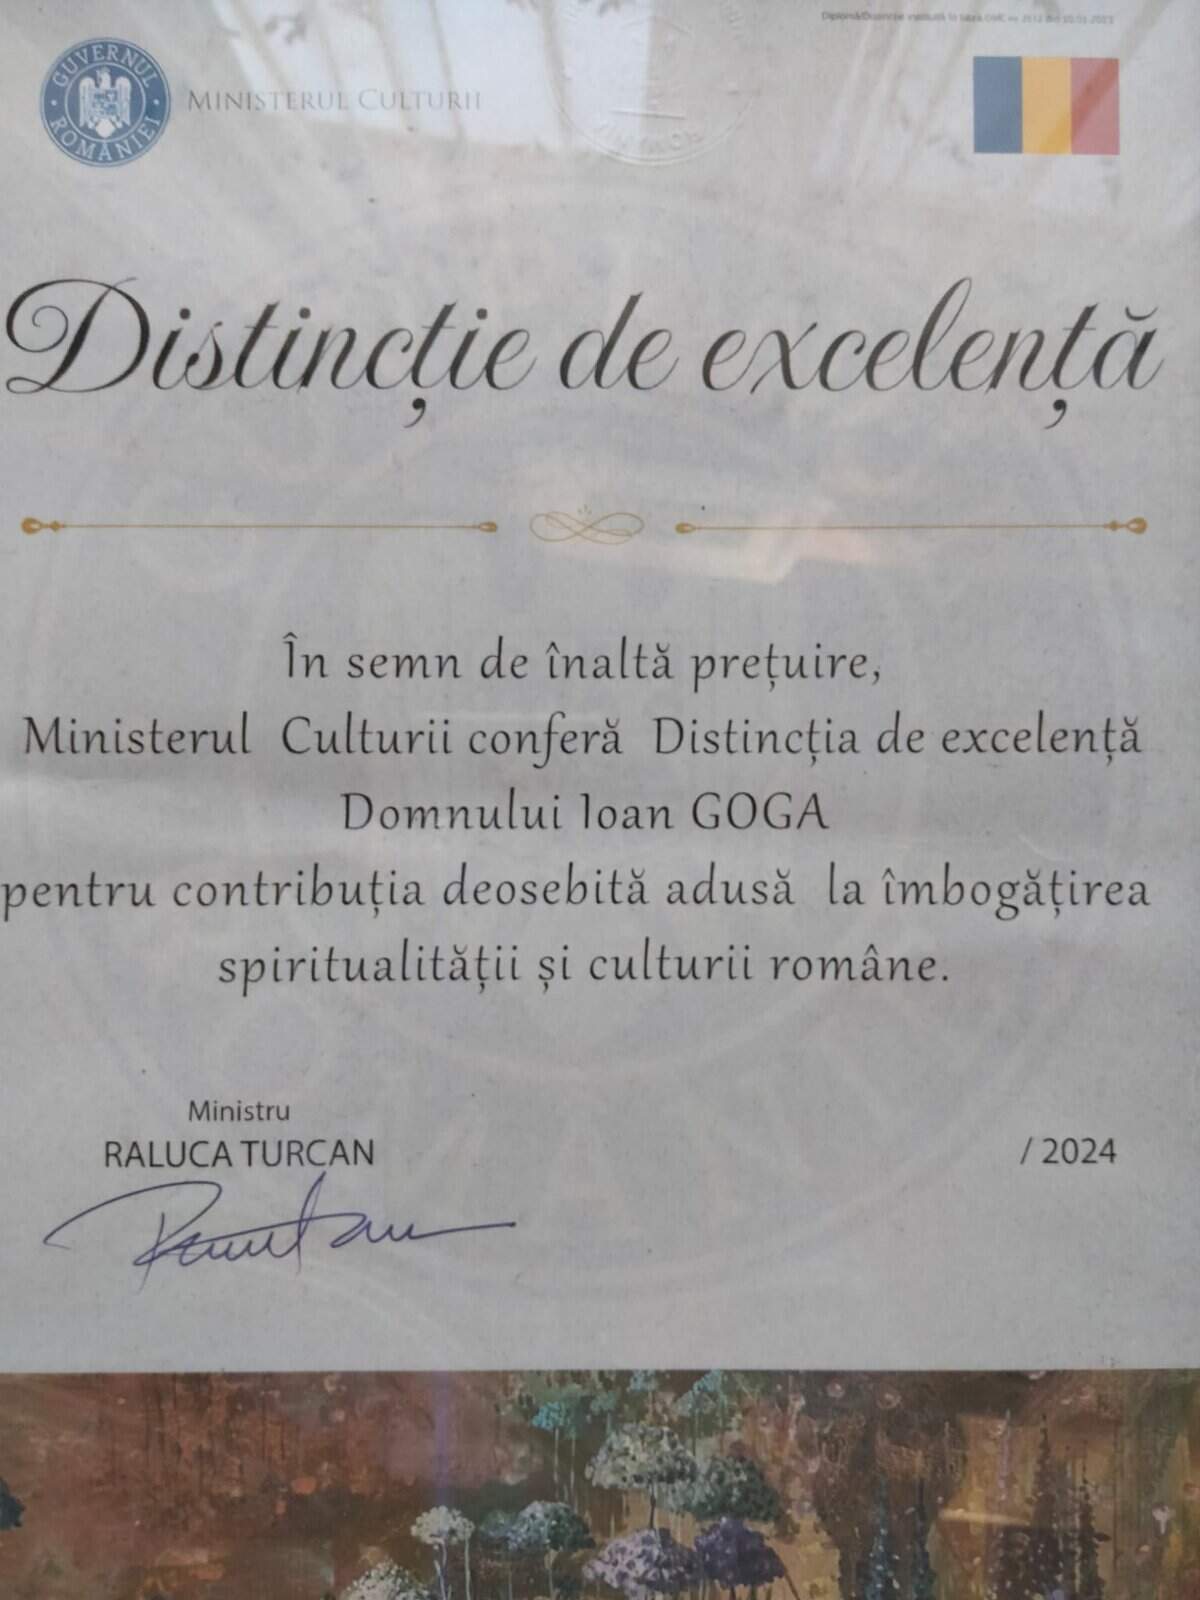 GUVERNUL ROMÂNIEI
MINISTERUL CULTURII
Distincție de excelență
În semn de înaltă prețuire,
Ministerul Culturii conferă Distincția de excelență
Domnului Ioan GOGA
pentru contribuția deosebită adusă la îmbogățirea
spiritualității și culturii române.
Ministru
RALUCA TURCAN
/ 2024